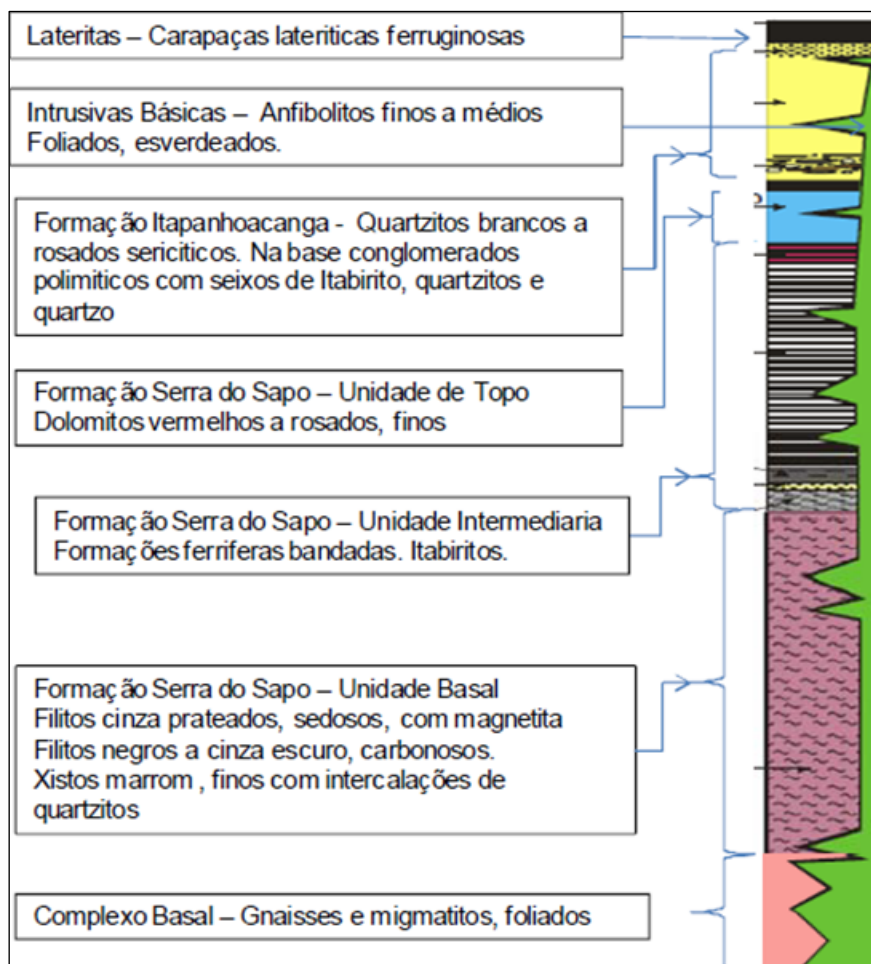 Lateritas – Carapaças lateriticas ferruginosas
Intrusivas Básicas – Anfibolitos finos a médios
Foliados, esverdeados.
Formação Itapanhoacanga - Quartzitos brancos a
rosados sericiticos. Na base conglomerados
polimiticos com seixos de Itabirito, quartzitos e
quartzo
Formação Serra do Sapo – Unidade de Topo
Dolomitos vermelhos a rosados, finos
Formação Serra do Sapo – Unidade Intermediaria
Formações ferriferas bandadas. Itabiritos.
Formação Serra do Sapo – Unidade Basal
Filitos cinza prateados, sedosos, com magnetita
Filitos negros a cinza escuro, carbonosos.
Xistos marrom , finos com intercalações de
quartzitos
Complexo Basal – Gnaisses e migmatitos, foliados